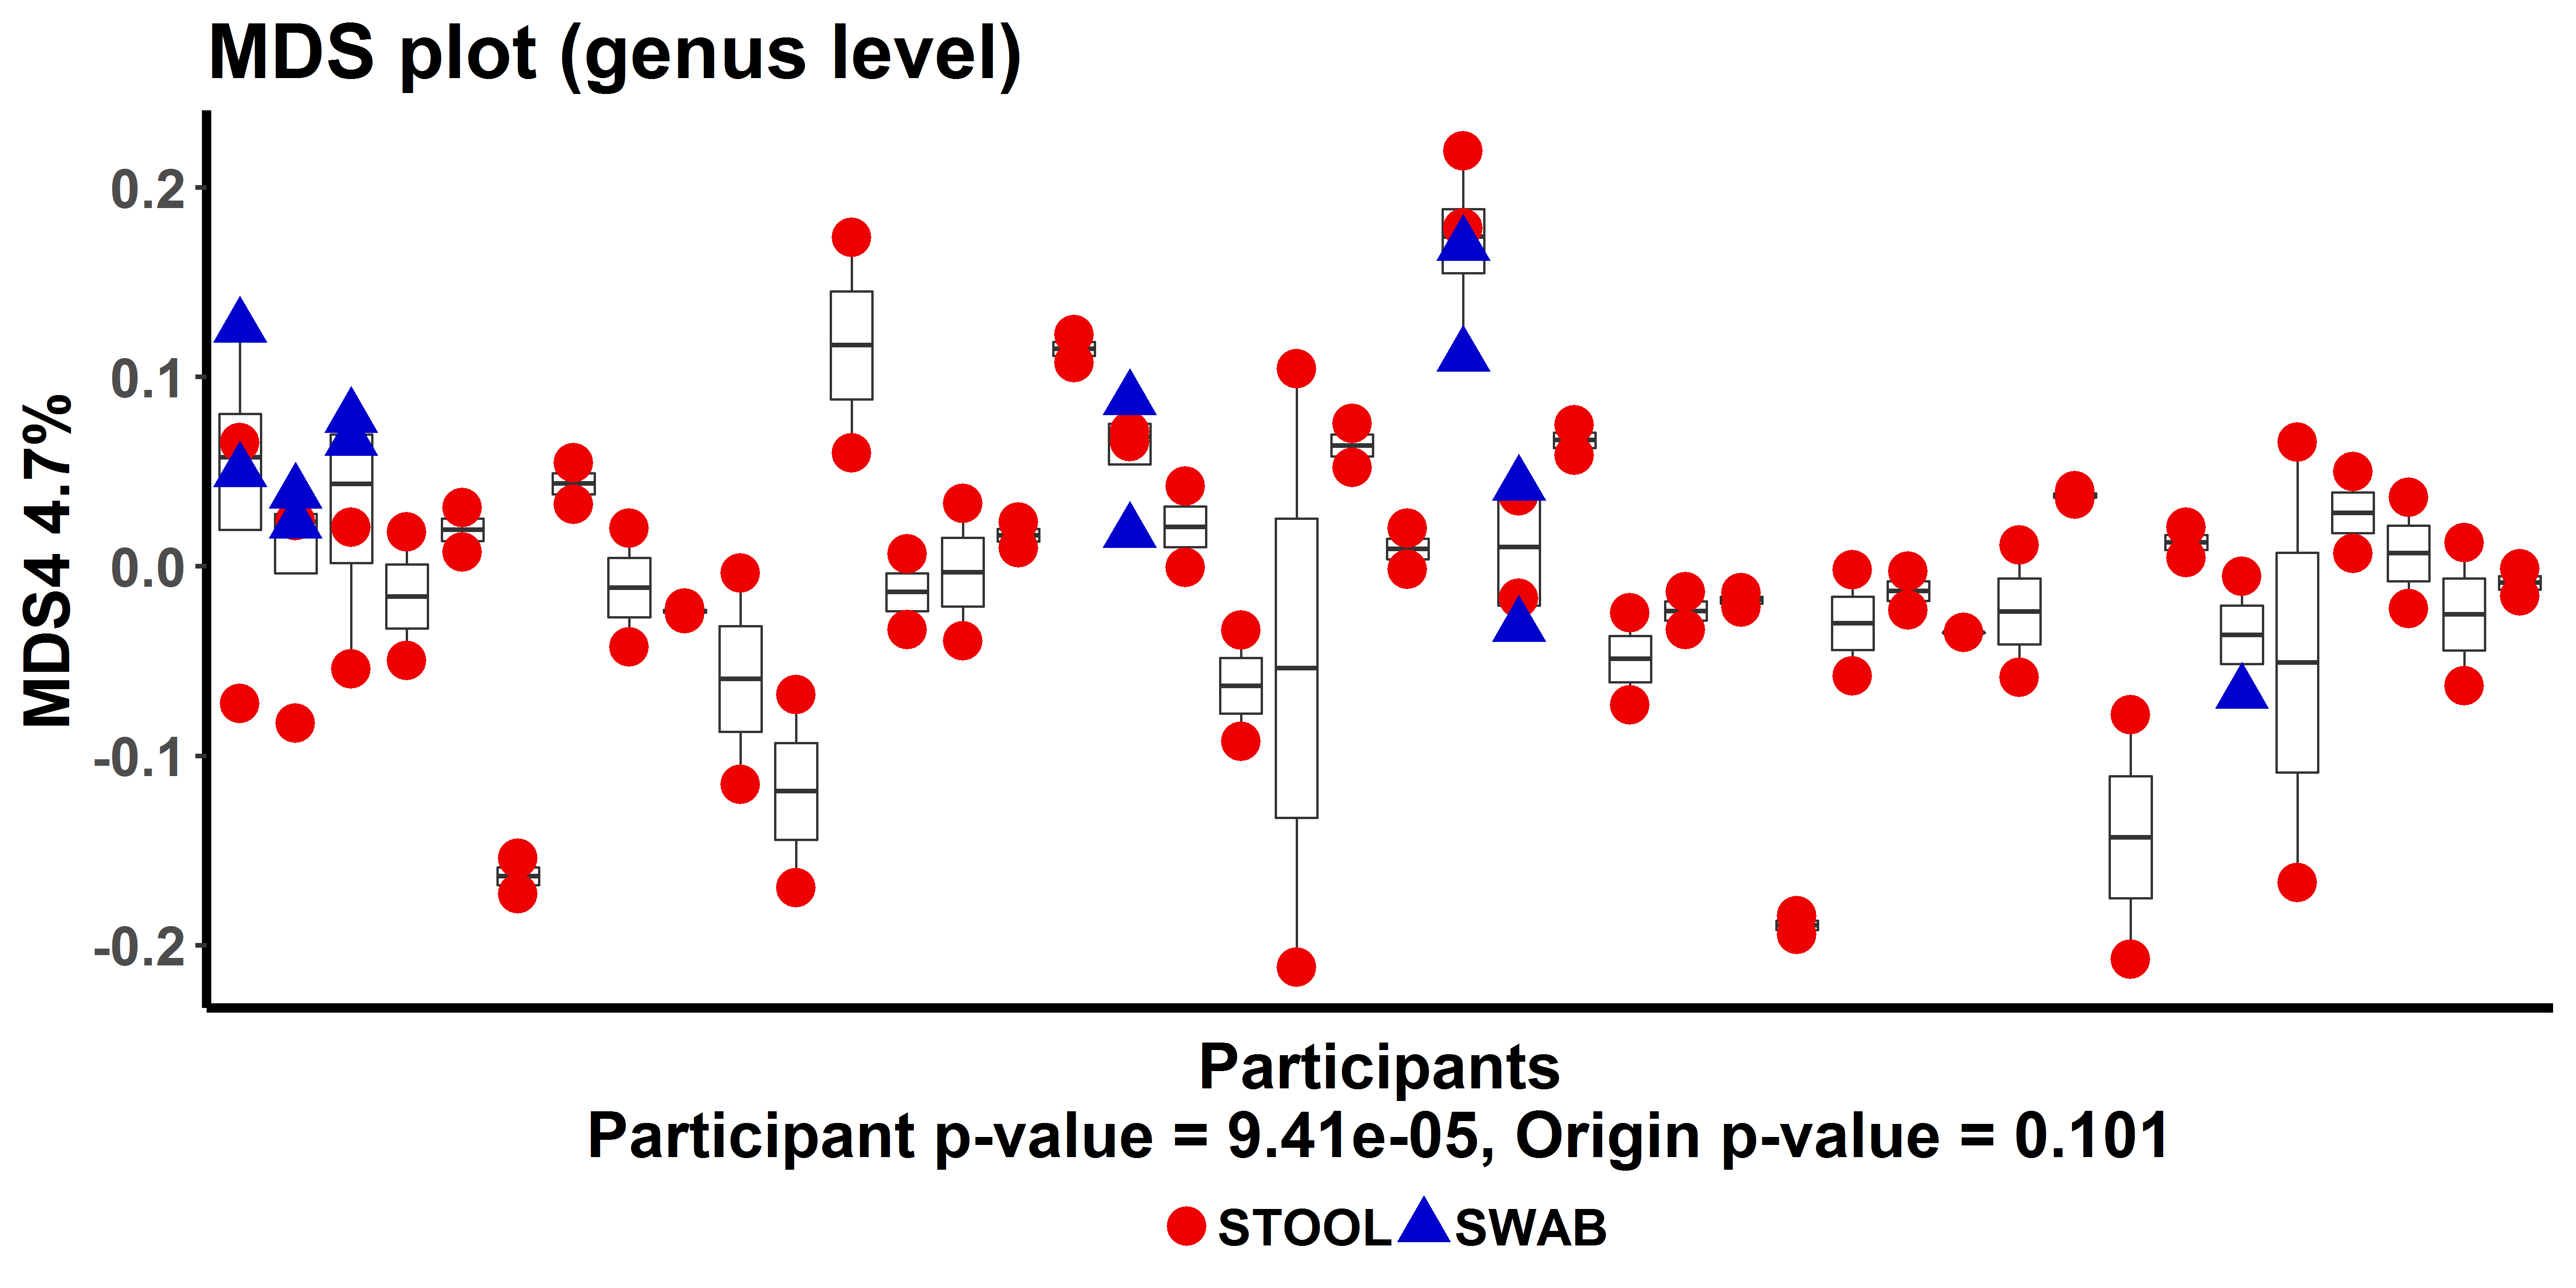 MDS plot (genus level)
MDS4 4.7%
0.2
0.1
0.0
-0.1
-0.2
Participants
Participant p-value = 9.41e-05, Origin p-value = 0.101
STOOL SWAB